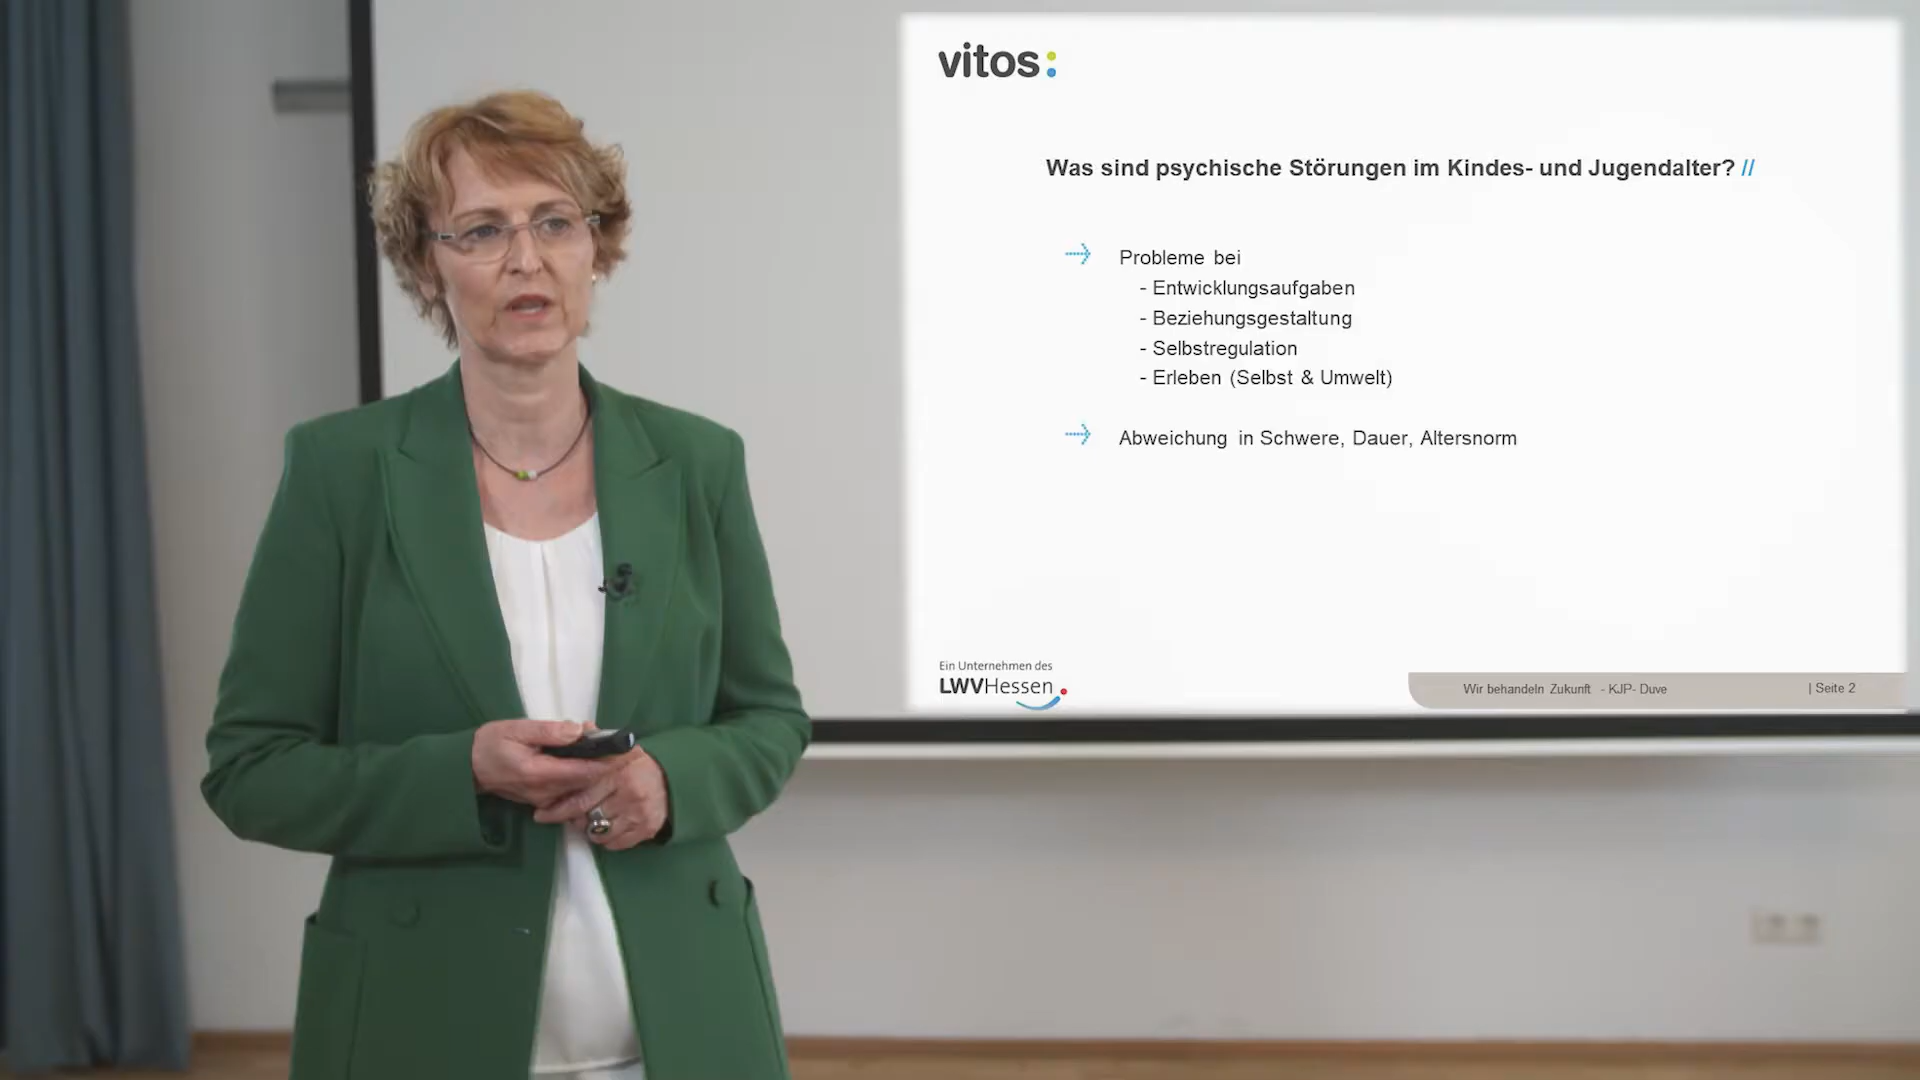 vitos:
Was sind psychische Störungen im Kindes- und Jugendalter? //
Probleme bei
- Entwicklungsaufgaben
- Beziehungsgestaltung
- Selbstregulation
- Erleben (Selbst & Umwelt)
Abweichung in Schwere, Dauer, Altersnorm
Ein Unternehmen des
LWVHessen
Wir behandeln Zukunft - KJP- Duve | Seite 2